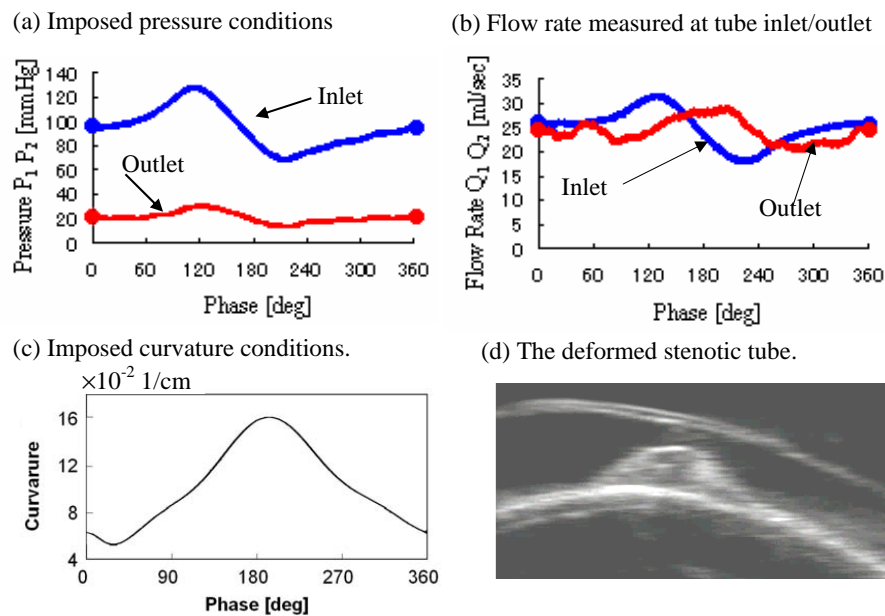 (a) Imposed pressure conditions
Pressure P1 P2 [mmHg]
140
120
100
80
60
40
20
0
Inlet
Outlet
0 60 120 180 240 300 360
Phase [deg]
(b) Flow rate measured at tube inlet/outlet
Flow Rate Q1 Q2 [ml/sec]
35
30
25
20
15
10
5
0
Inlet
Outlet
0 60 120 180 240 300 360
Phase [deg]
(c) Imposed curvature conditions.
×10-2 1/cm
Curvarure
16
12
8
4
0 90 180 270 360
Phase [deg]
(d) The deformed stenotic tube.